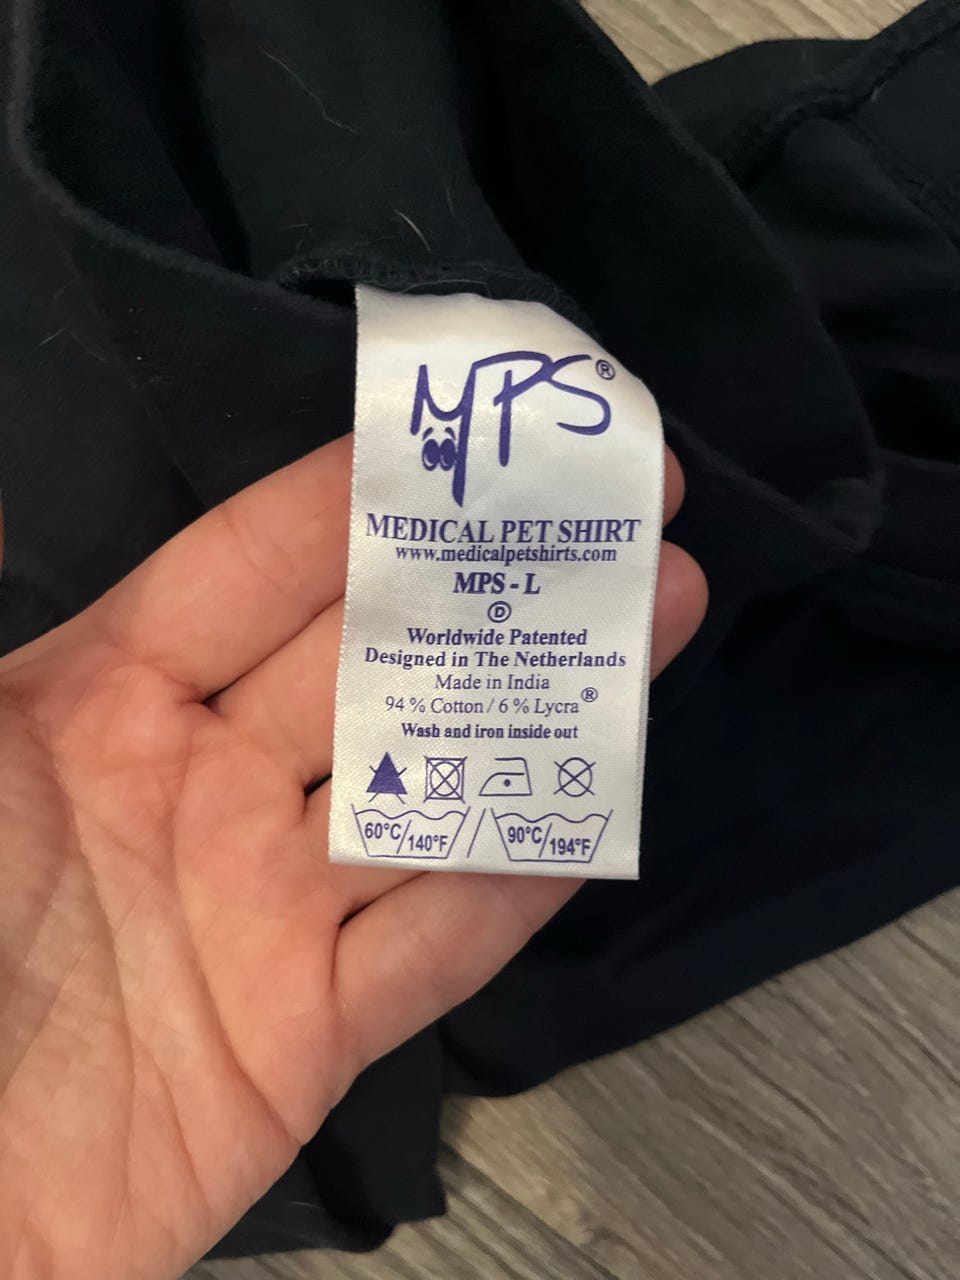 MPS®
MEDICAL PET SHIRT
www.medicalpetshirts.com
MPS - L
Ⓓ
Worldwide Patented
Designed in The Netherlands
Made in India
94 % Cotton / 6 % Lycra®
Wash and iron inside out
60°C/140°F / 90°C/194°F